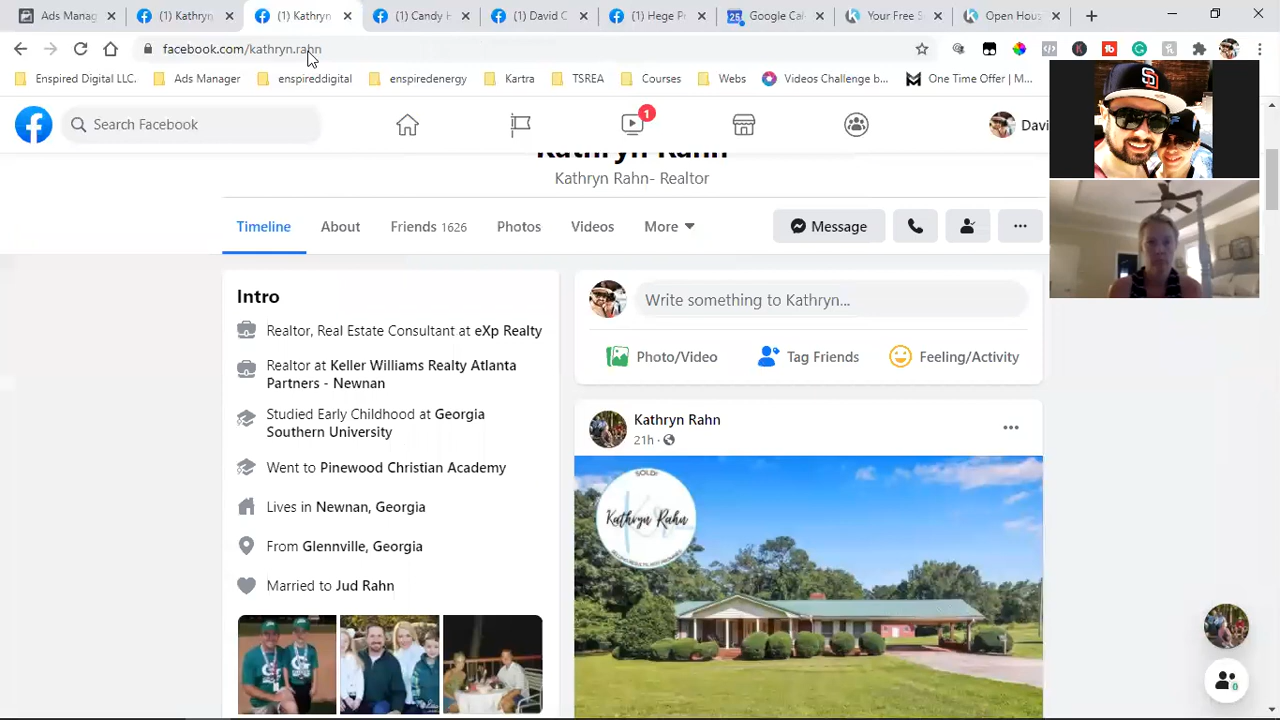 Ads Manag
(1) Kathryn
(1) Kathryn
(1) Candy H
(1) David C
(1) Hege P
25
Google Cal
Your Free S
Open Hous
facebook.com/kathryn.rahn
Enspired Digital LLC.
Ads Manager
enspireddigital
enspiredre
Kartra
TSREA
Courses
Webs
Videos Challenge B...
One Time Offer | M...
Search Facebook
1
Davi
Kathryn Rahn
Kathryn Rahn- Realtor
Timeline
About
Friends 1626
Photos
Videos
More
Message
Intro
Realtor, Real Estate Consultant at eXp Realty
Realtor at Keller Williams Realty Atlanta
Partners - Newnan
Studied Early Childhood at Georgia
Southern University
Went to Pinewood Christian Academy
Lives in Newnan, Georgia
From Glennville, Georgia
Married to Jud Rahn
Write something to Kathryn...
Photo/Video
Tag Friends
Feeling/Activity
Kathryn Rahn
21h
SOLD!
Kathryn Rahn